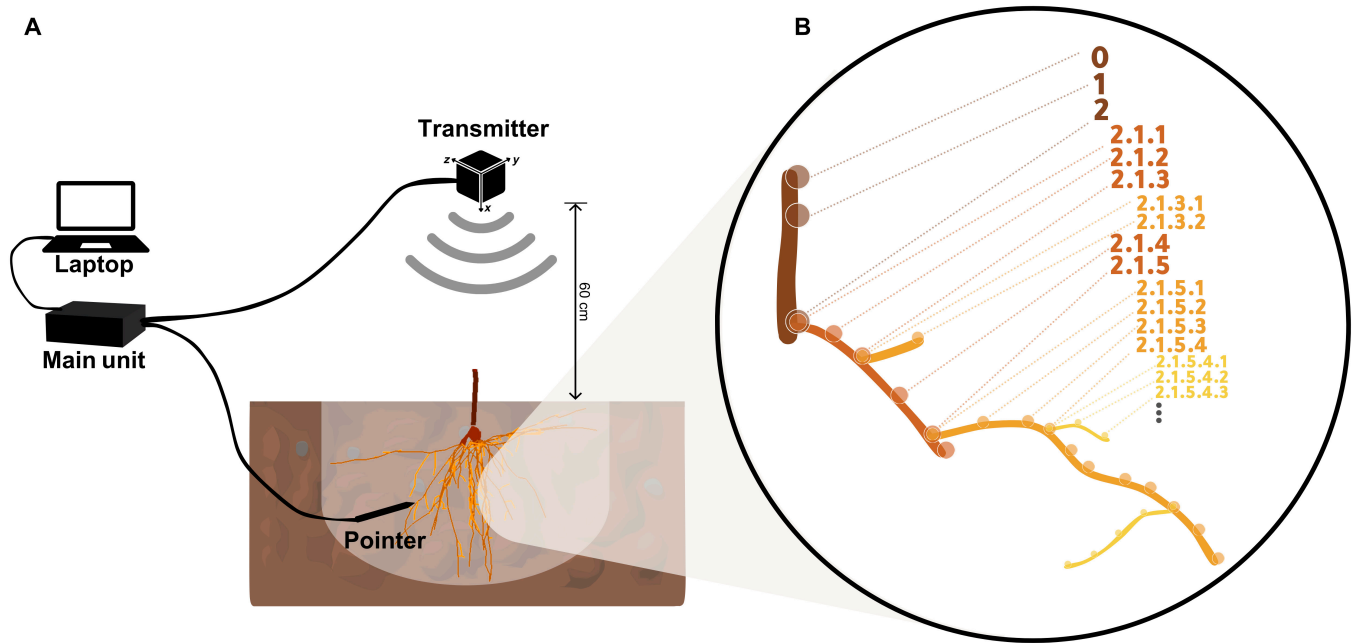 A
B
Transmitter
z
y
x
Laptop
Main unit
60 cm
Pointer
0
1
2
2.1.1
2.1.2
2.1.3
2.1.3.1
2.1.3.2
2.1.4
2.1.5
2.1.5.1
2.1.5.2
2.1.5.3
2.1.5.4
2.1.5.4.1
2.1.5.4.2
2.1.5.4.3